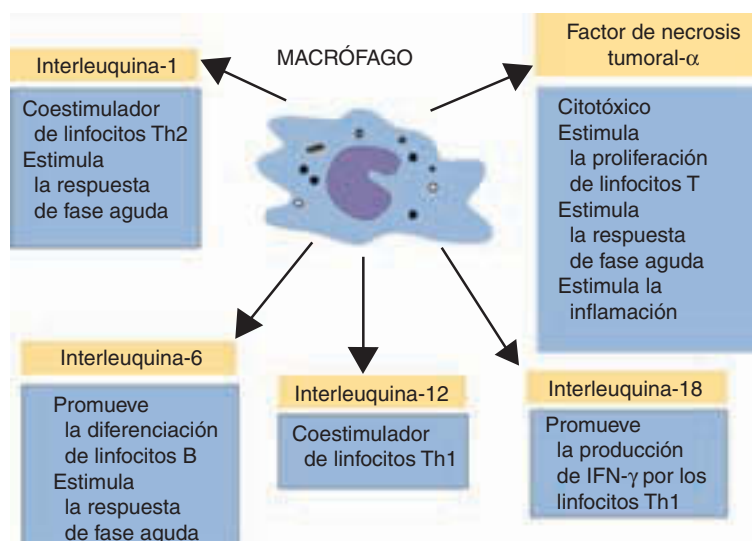 MACRÓFAGO
Interleuquina-1
Coestimulador
de linfocitos Th2
Estimula
la respuesta
de fase aguda
Factor de necrosis
tumoral-α
Citotóxico
Estimula
la proliferación
de linfocitos T
Estimula
la respuesta
de fase aguda
Estimula la
inflamación
Interleuquina-6
Promueve
la diferenciación
de linfocitos B
Estimula
la respuesta
de fase aguda
Interleuquina-12
Coestimulador
de linfocitos Th1
Interleuquina-18
Promueve
la producción
de IFN-γ por los
linfocitos Th1